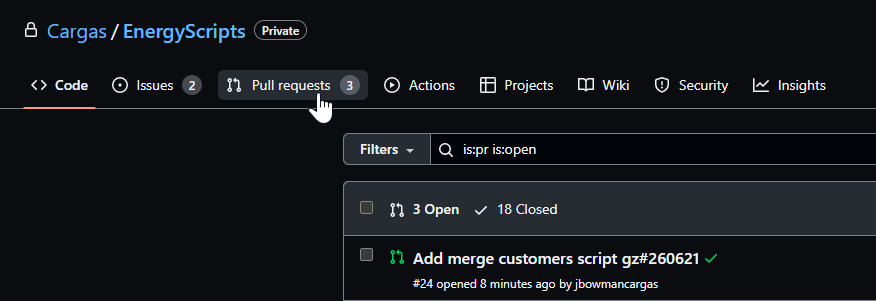 Cargas / EnergyScripts Private
Code Issues 2 Pull requests 3 Actions Projects Wiki Security Insights
Filters is:pr is:open
3 Open 18 Closed
Add merge customers script gz#260621
#24 opened 8 minutes ago by jbowmancargas